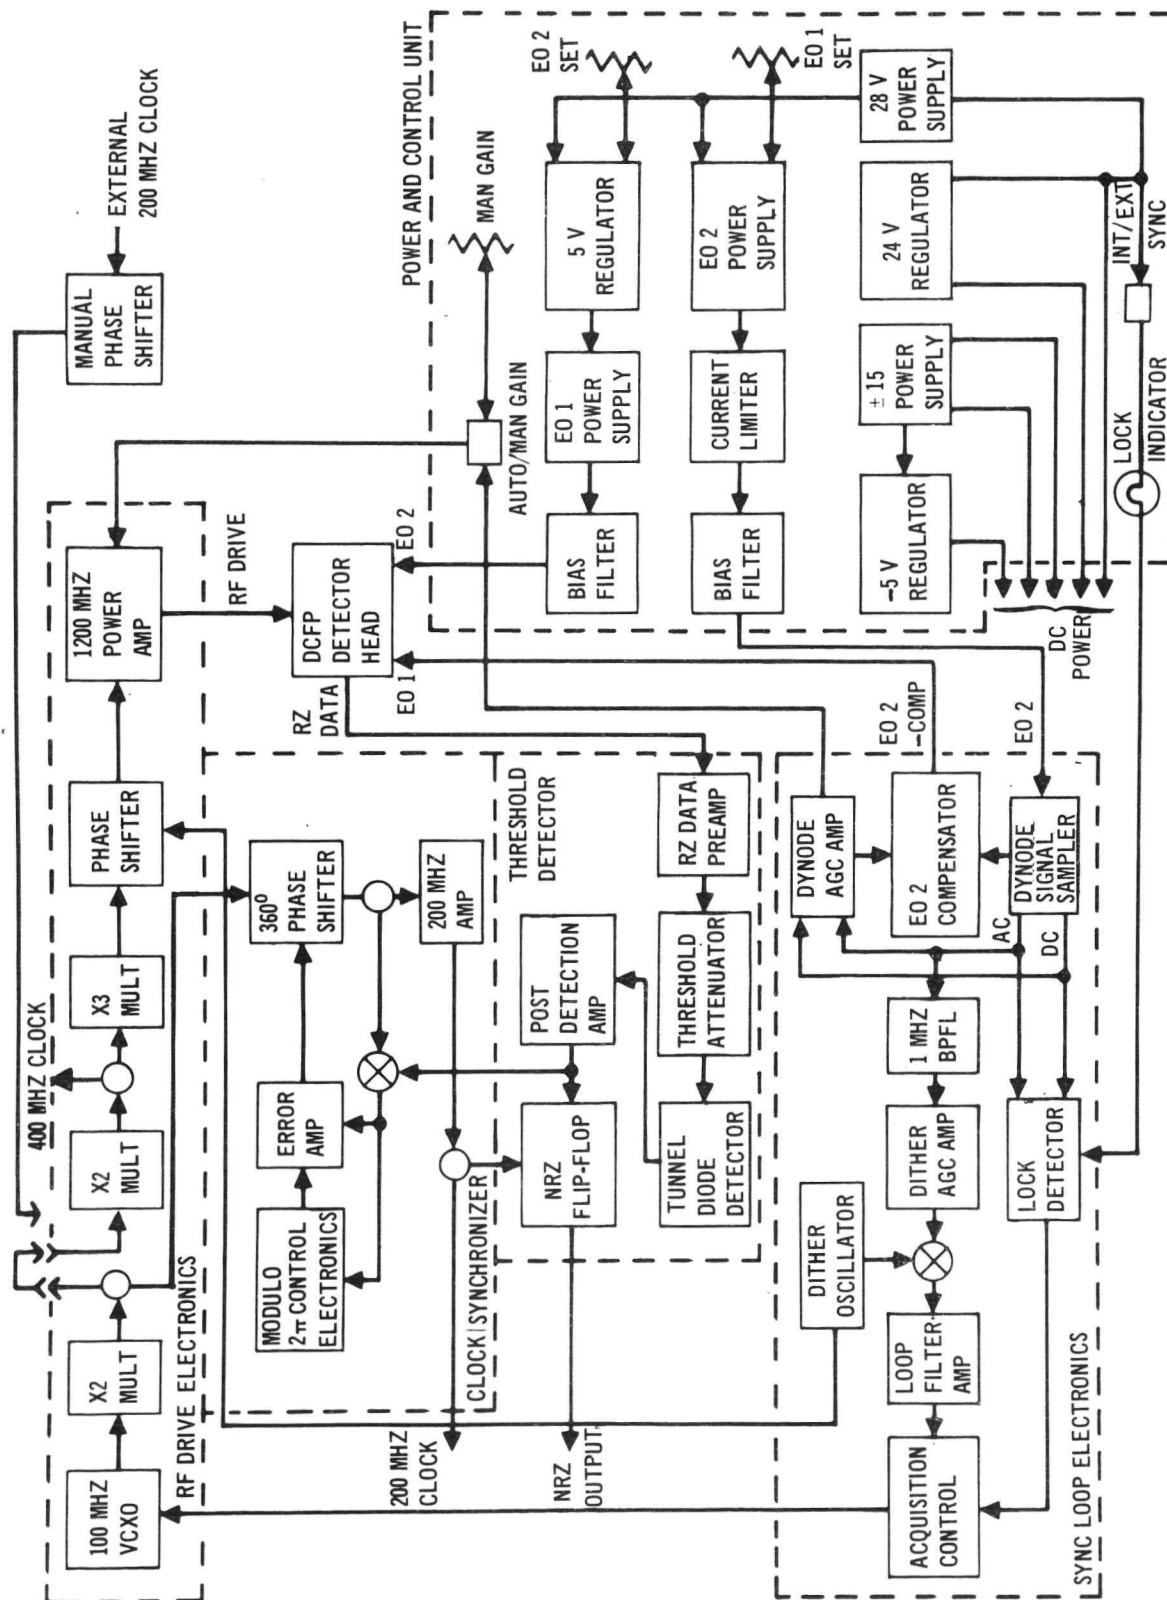 EXTERNAL
200 MHZ CLOCK
MANUAL
PHASE
SHIFTER
400 MHZ CLOCK
100 MHZ
VCXO
X2
MULT
X2
MULT
X3
MULT
PHASE
SHIFTER
1200 MHZ
POWER
AMP
RF DRIVE ELECTRONICS
RF DRIVE
DCFP
DETECTOR
HEAD
RZ
DATA
EO 1
EO 2
MODULO
2π CONTROL
ELECTRONICS
ERROR
AMP
360⁰
PHASE
SHIFTER
200 MHZ
AMP
CLOCK SYNCHRONIZER
200 MHZ
CLOCK
THRESHOLD
DETECTOR
NRZ
FLIP-FLOP
POST
DETECTION
AMP
TUNNEL
DIODE
DETECTOR
THRESHOLD
ATTENUATOR
RZ DATA
PREAMP
NRZ
OUTPUT
POWER AND CONTROL UNIT
AUTO/MAN GAIN
MAN GAIN
EO 2
SET
BIAS
FILTER
EO 1
POWER
SUPPLY
5 V
REGULATOR
EO 1
SET
BIAS
FILTER
CURRENT
LIMITER
EO 2
POWER
SUPPLY
-5 V
REGULATOR
±15
POWER
SUPPLY
24 V
REGULATOR
28 V
POWER
SUPPLY
DC
POWER
LOCK
INDICATOR
INT/EXT
SYNC
DITHER
OSCILLATOR
DYNODE
AGC AMP
EO 2
-COMP
EO 2
ACQUISITION
CONTROL
LOOP
FILTER
AMP
DITHER
AGC AMP
1 MHZ
BPFL
EO 2
COMPENSATOR
AC
DC
DYNODE
SIGNAL
SAMPLER
LOCK
DETECTOR
SYNC LOOP ELECTRONICS